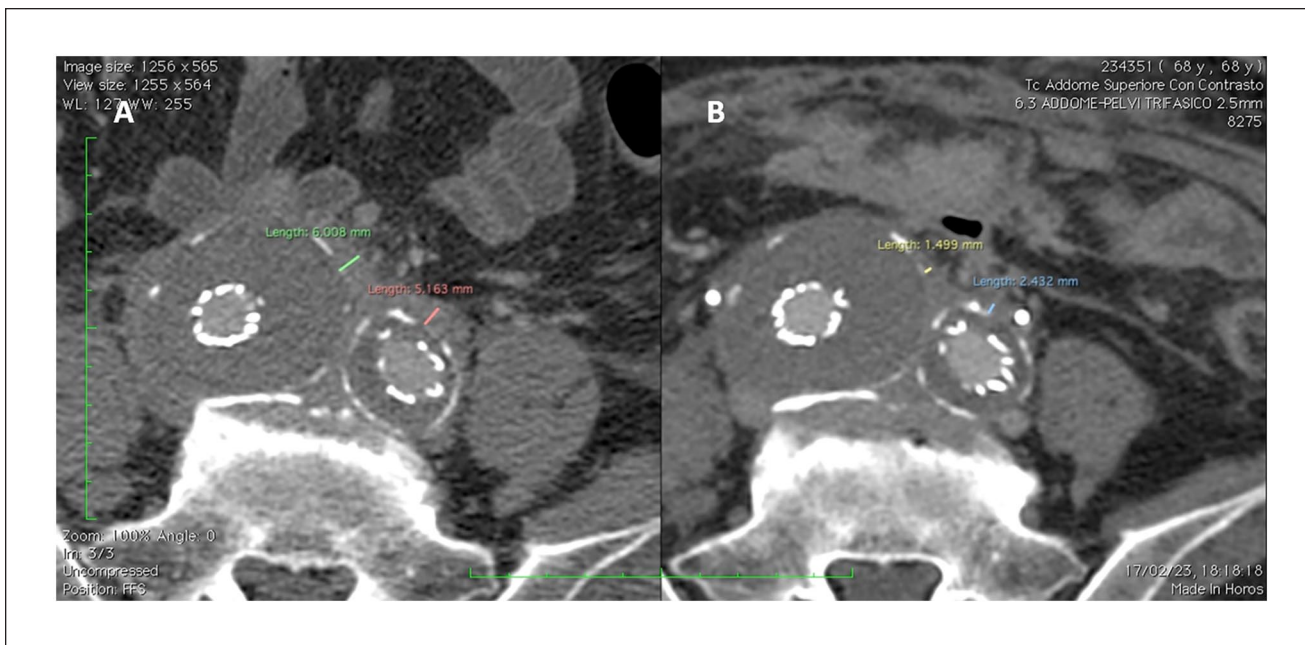 Image size: 1256 x 565
View size: 1255 x 564
WL: 127 WW: 255
A
Length: 6.008 mm
Length: 5.163 mm
Zoom: 100% Angle: 0
Im: 3/3
Uncompressed
Position: FFS
B
234351 ( 68 y, 68 y)
Tc Addome Superiore Con Contrasto
6.3 ADDOME-PELVI TRIFASICO 2.5mm
8275
Length: 1.499 mm
Length: 2.432 mm
17/02/23, 18:18:18
Made In Horos